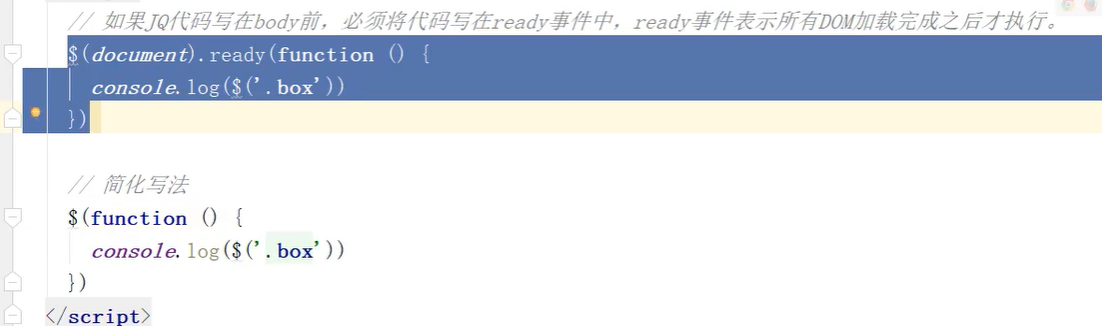 // 如果JQ代码写在body前，必须将代码写在ready事件中，ready事件表示所有DOM加载完成之后才执行。
$(document).ready(function () {
console.log($('.box'))
})
// 简化写法
$(function () {
console.log($('.box'))
})
</script>